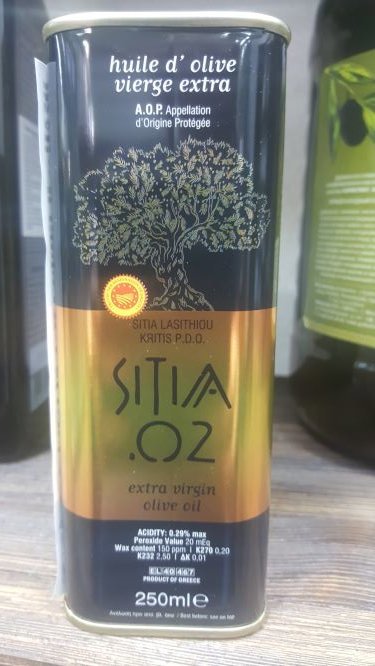 huile d' olive
vierge extra
A.O.P. Appellation
d'Origine Protégée
SITIA LASITHIOU
KRITIS P.D.O.
SITIA
.02
extra virgin
olive oil
ACIDITY: 0.29% max
Peroxide Value 20 mEq
Wax content 150 ppm | K270 0,20
K232 2,50 | ΔK 0.01
EL-40-467
PRODUCT OF GREECE
250ml e